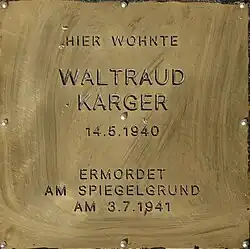 HIER WOHNTE
WALTRAUD
KARGER
14.5.1940
ERMORDET
AM SPIEGELGRUND
AM 3.7.1941